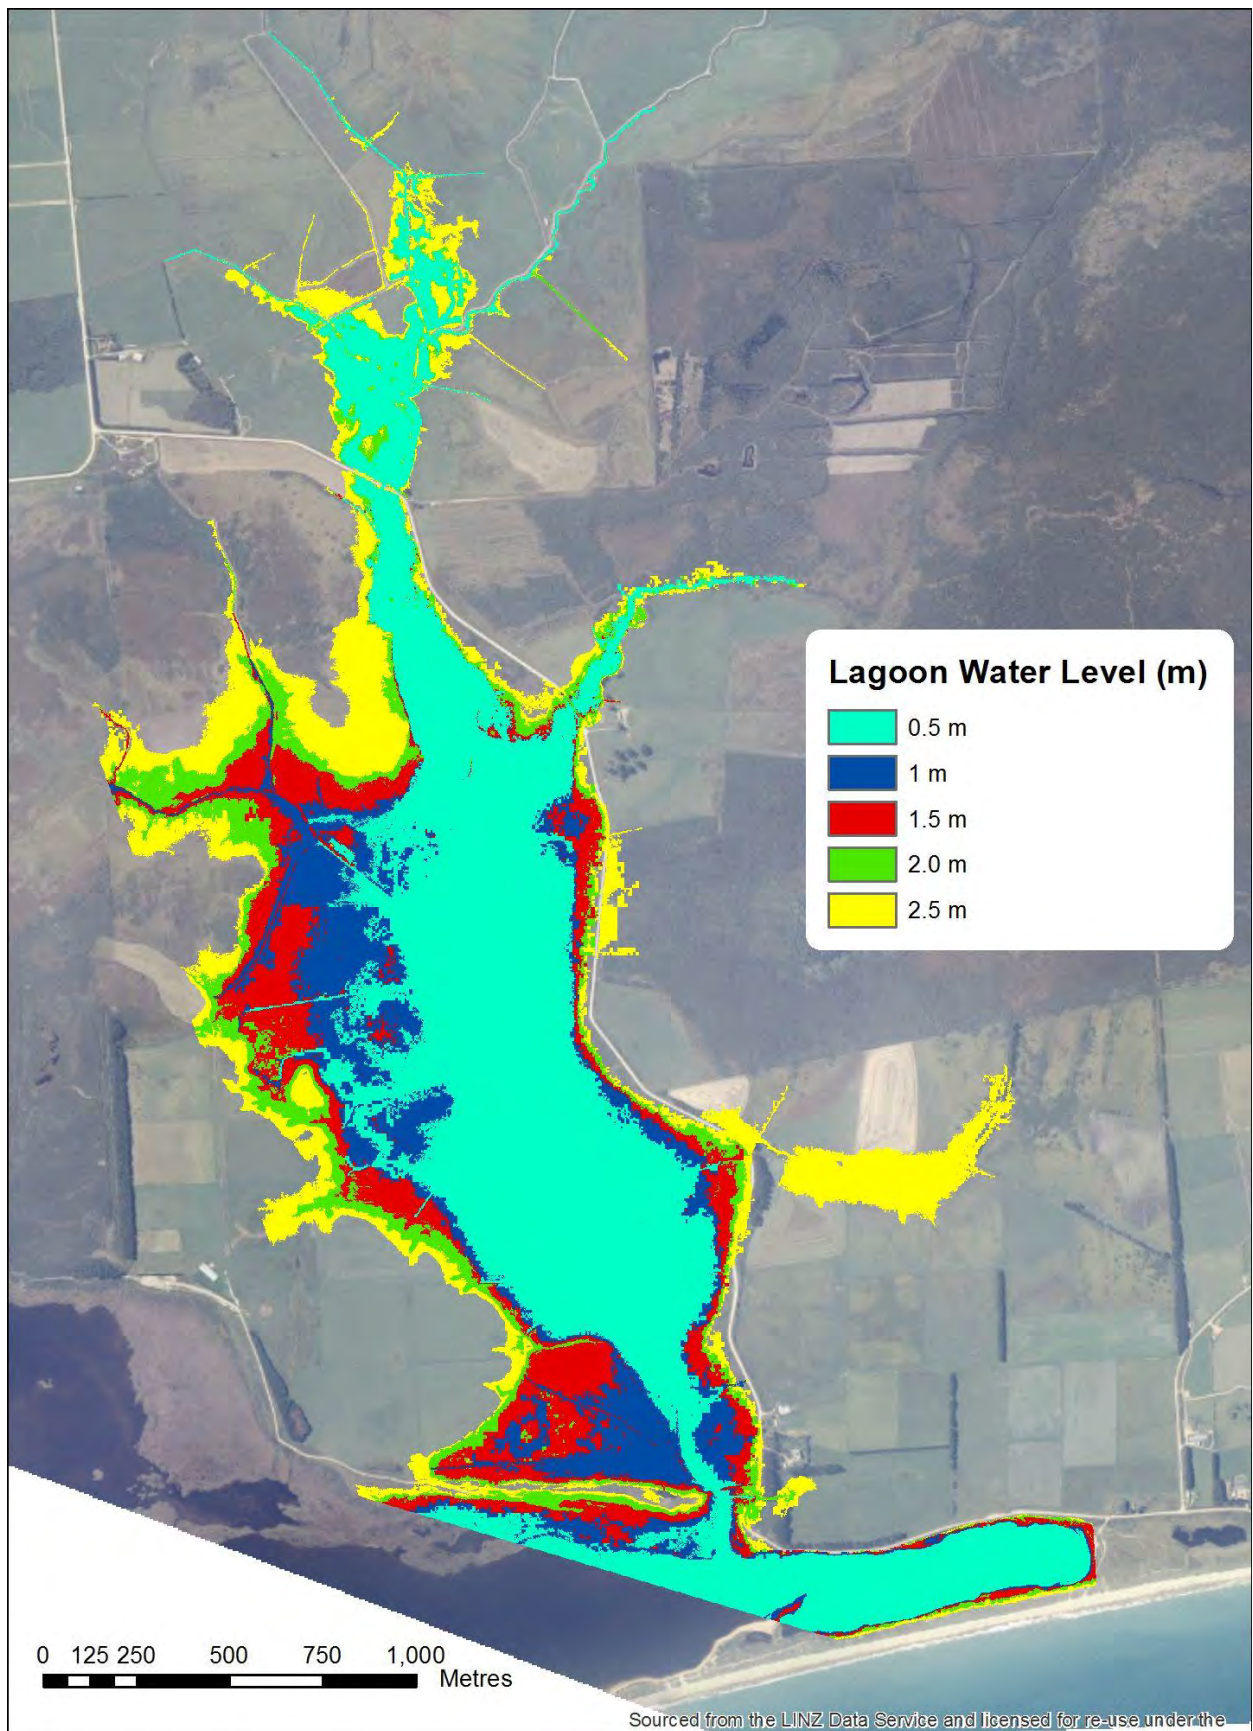 Lagoon Water Level (m)
0.5 m
1 m
1.5 m
2.0 m
2.5 m
0 125 250 500 750 1,000
Metres
Sourced from the LINZ Data Service and licensed for re-use under the